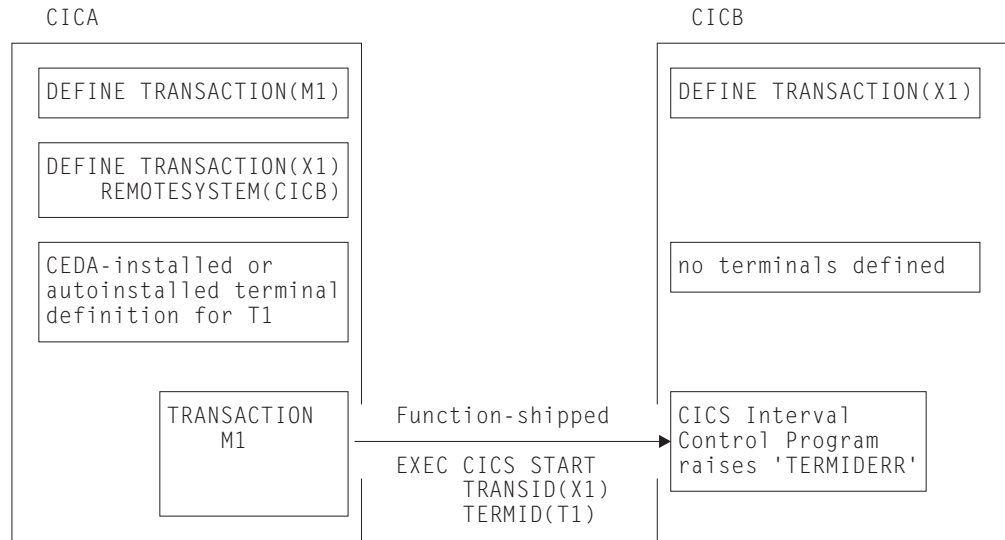 CICA
CICB
DEFINE TRANSACTION(M1)
DEFINE TRANSACTION(X1)
DEFINE TRANSACTION(X1)
REMOTESYSTEM(CICB)
CEDA-installed or
autoinstalled terminal
definition for T1
no terminals defined
TRANSACTION
M1
Function-shipped
EXEC CICS START
TRANSID(X1)
TERMID(T1)
CICS Interval
Control Program
raises 'TERMIDERR'